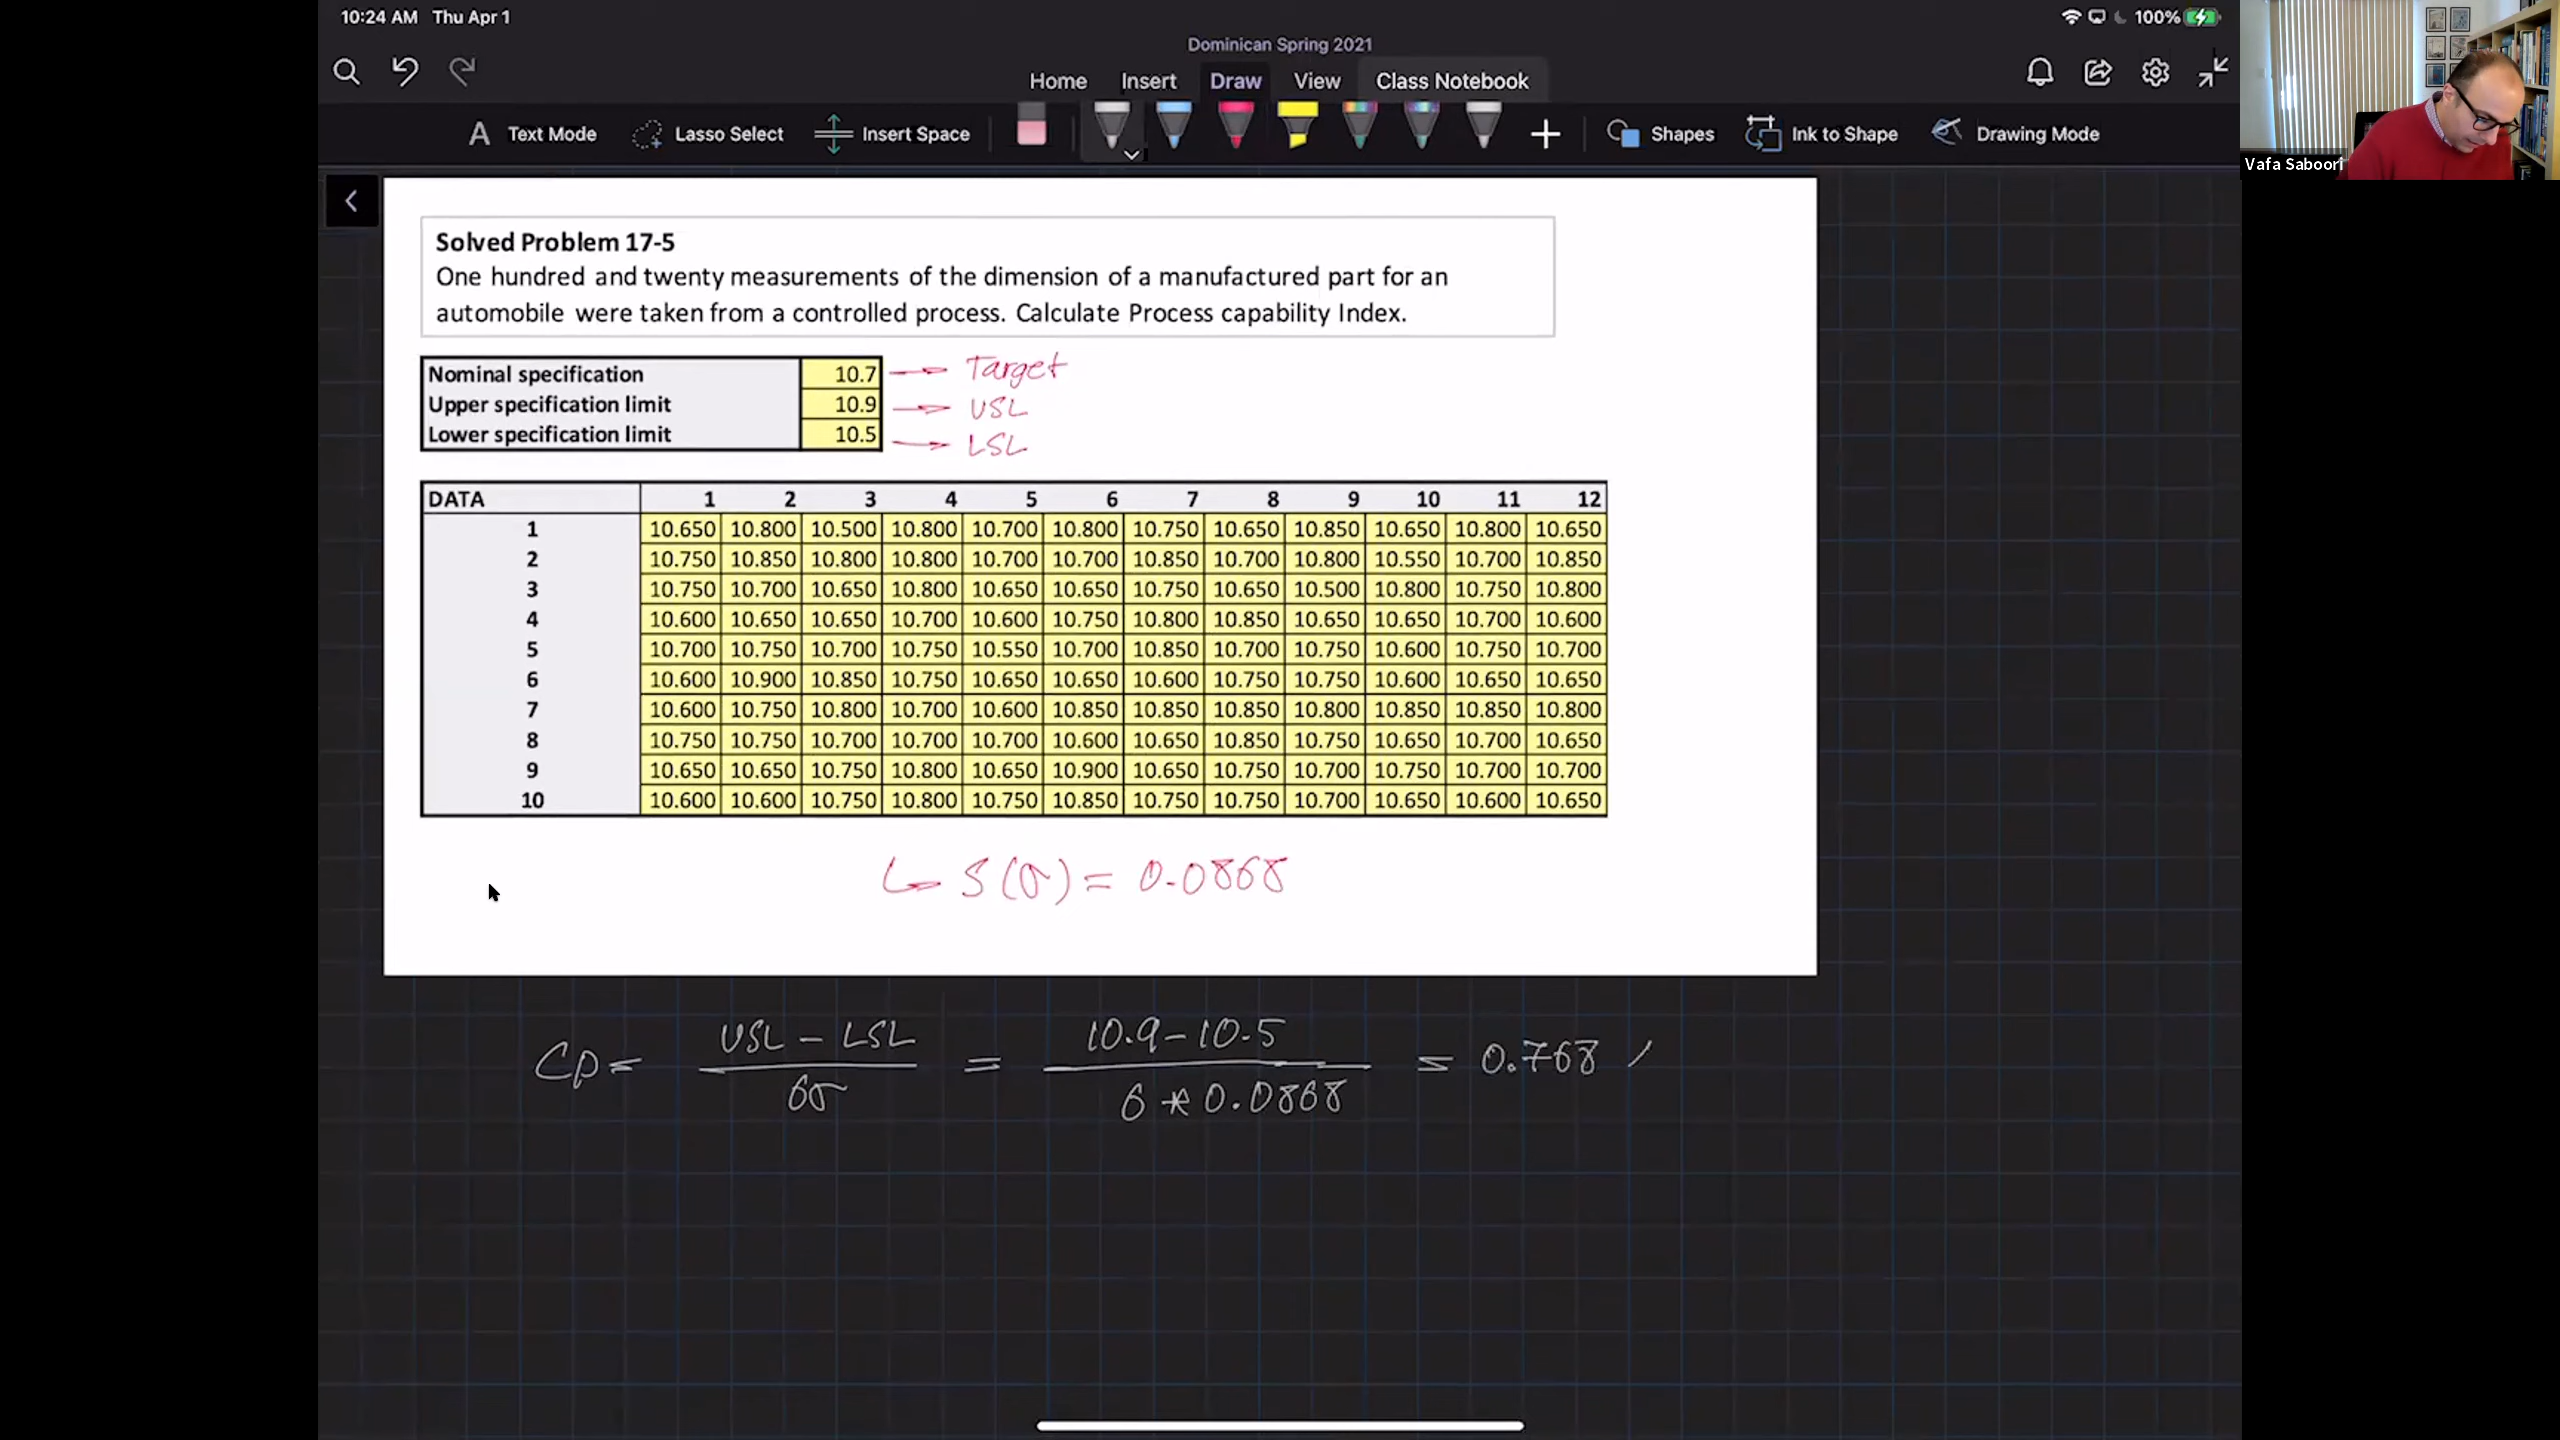 10:24 AM Thu Apr 1
100%
Dominican Spring 2021
Home Insert Draw View Class Notebook
Text Mode Lasso Select Insert Space Shapes Ink to Shape Drawing Mode
Vafa Saboori
Solved Problem 17-5
One hundred and twenty measurements of the dimension of a manufactured part for an
automobile were taken from a controlled process. Calculate Process capability Index.
Nominal specification 10.7 → Target
Upper specification limit 10.9 → USL
Lower specification limit 10.5 → LSL
DATA 1 2 3 4 5 6 7 8 9 10 11 12
1 10.650 10.800 10.500 10.800 10.700 10.800 10.750 10.650 10.850 10.650 10.800 10.650
2 10.750 10.850 10.800 10.800 10.700 10.700 10.850 10.700 10.800 10.550 10.700 10.850
3 10.750 10.700 10.650 10.800 10.650 10.650 10.750 10.650 10.500 10.800 10.750 10.800
4 10.600 10.650 10.650 10.700 10.600 10.750 10.800 10.850 10.650 10.650 10.700 10.600
5 10.700 10.750 10.700 10.750 10.550 10.700 10.850 10.700 10.750 10.600 10.750 10.700
6 10.600 10.900 10.850 10.750 10.650 10.650 10.600 10.750 10.750 10.600 10.650 10.650
7 10.600 10.750 10.800 10.700 10.600 10.850 10.850 10.850 10.800 10.850 10.850 10.800
8 10.750 10.750 10.700 10.700 10.700 10.600 10.650 10.850 10.750 10.650 10.700 10.650
9 10.650 10.650 10.750 10.800 10.650 10.900 10.650 10.750 10.700 10.750 10.700 10.700
10 10.600 10.600 10.750 10.800 10.750 10.850 10.750 10.750 10.700 10.650 10.600 10.650
↳ S(σ) = 0.0868
USL - LSL 10.9 - 10.5
Cp = = = 0.768
6σ 6 * 0.0868